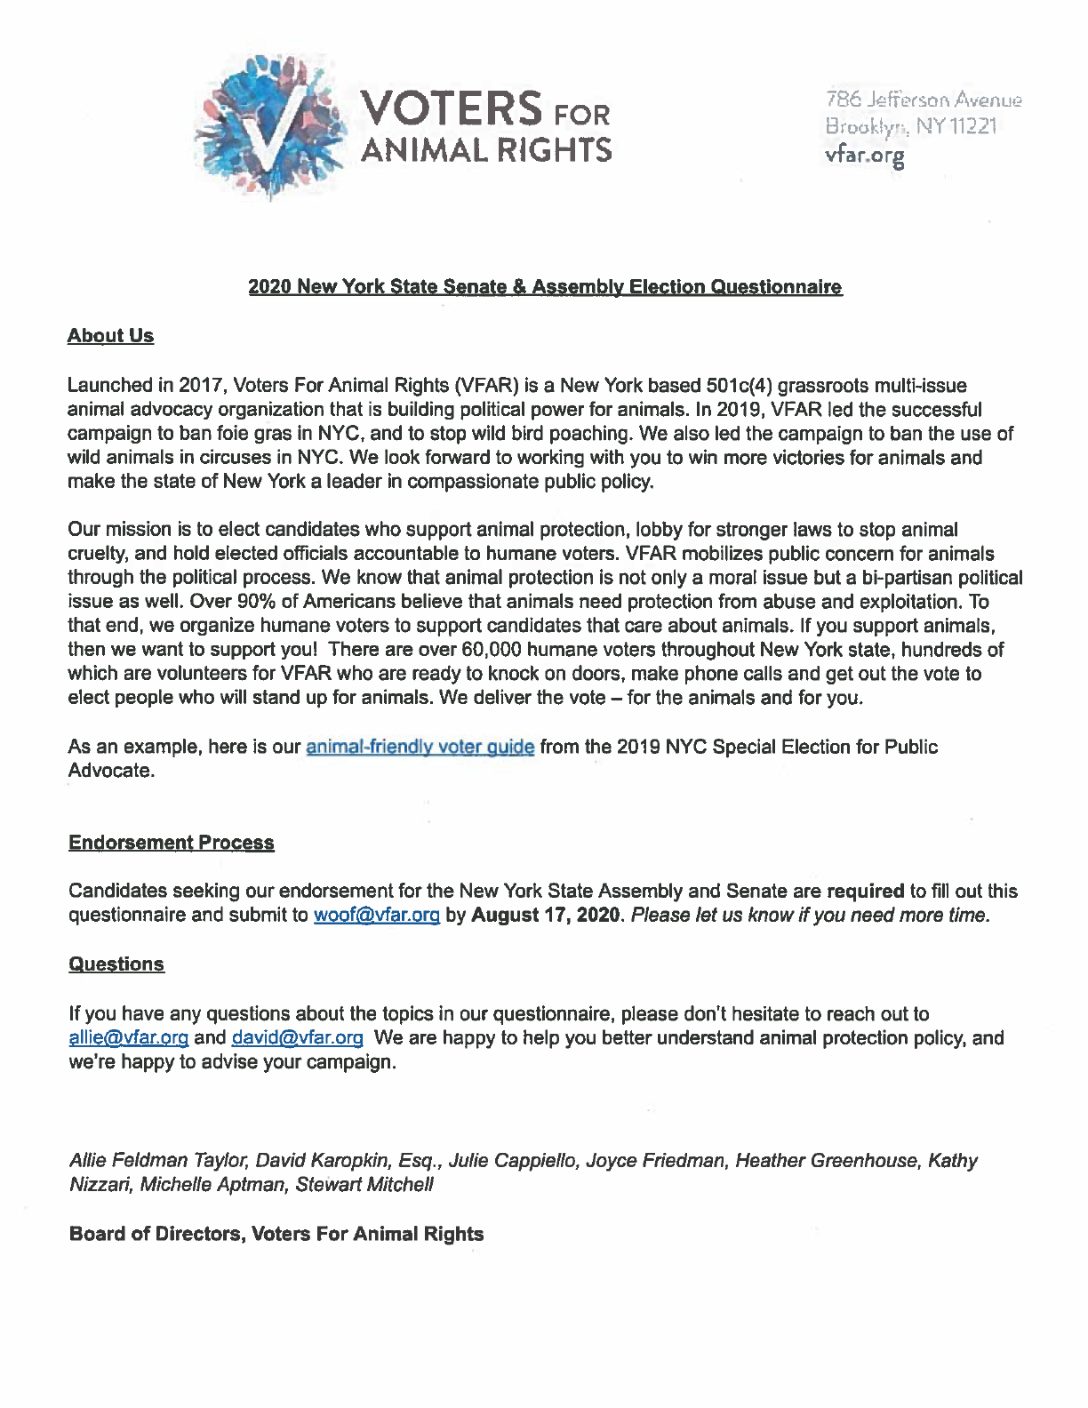 VOTERS FOR
ANIMAL RIGHTS
786 Jefferson Avenue
Brooklyn, NY 11221
vfar.org
2020 New York State Senate & Assembly Election Questionnaire
About Us
Launched in 2017, Voters For Animal Rights (VFAR) is a New York based 501c(4) grassroots multi-issue
animal advocacy organization that is building political power for animals. In 2019, VFAR led the successful
campaign to ban foie gras in NYC, and to stop wild bird poaching. We also led the campaign to ban the use of
wild animals in circuses in NYC. We look forward to working with you to win more victories for animals and
make the state of New York a leader in compassionate public policy.
Our mission is to elect candidates who support animal protection, lobby for stronger laws to stop animal
cruelty, and hold elected officials accountable to humane voters. VFAR mobilizes public concern for animals
through the political process. We know that animal protection is not only a moral issue but a bi-partisan political
issue as well. Over 90% of Americans believe that animals need protection from abuse and exploitation. To
that end, we organize humane voters to support candidates that care about animals. If you support animals,
then we want to support you! There are over 60,000 humane voters throughout New York state, hundreds of
which are volunteers for VFAR who are ready to knock on doors, make phone calls and get out the vote to
elect people who will stand up for animals. We deliver the vote – for the animals and for you.
As an example, here is our animal-friendly voter guide from the 2019 NYC Special Election for Public
Advocate.
Endorsement Process
Candidates seeking our endorsement for the New York State Assembly and Senate are required to fill out this
questionnaire and submit to woof@vfar.org by August 17, 2020. Please let us know if you need more time.
Questions
If you have any questions about the topics in our questionnaire, please don't hesitate to reach out to
allie@vfar.org and david@vfar.org We are happy to help you better understand animal protection policy, and
we're happy to advise your campaign.
Allie Feldman Taylor, David Karopkin, Esq., Julie Cappiello, Joyce Friedman, Heather Greenhouse, Kathy
Nizzari, Michelle Aptman, Stewart Mitchell
Board of Directors, Voters For Animal Rights